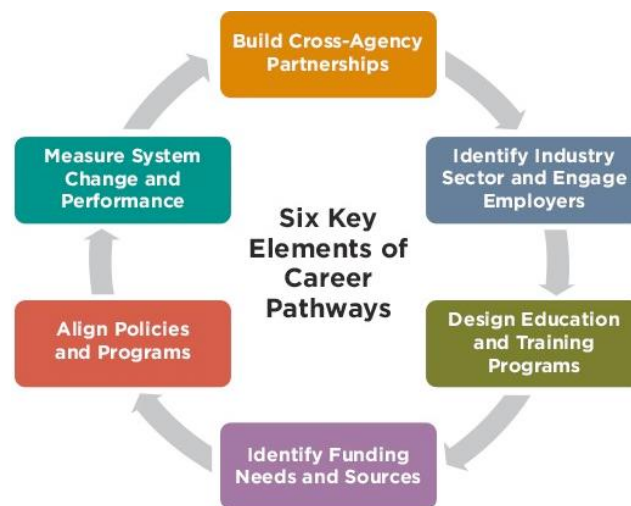 Build Cross-Agency
Partnerships
Identify Industry
Sector and Engage
Employers
Design Education
and Training
Programs
Identify Funding
Needs and Sources
Align Policies
and Programs
Measure System
Change and
Performance
Six Key
Elements of
Career
Pathways